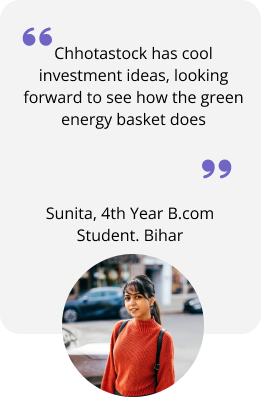 “
Chhotastock has cool
investment ideas, looking
forward to see how the green
energy basket does
”
Sunita, 4th Year B.com
Student. Bihar